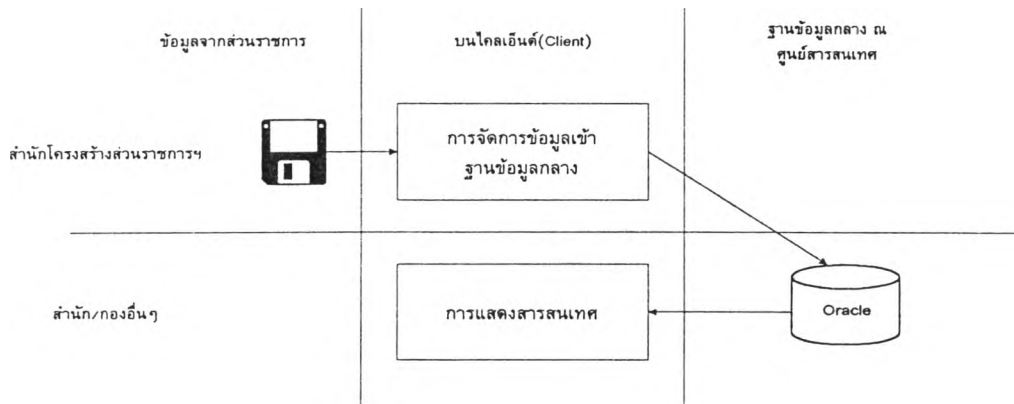 ข้อมูลจากส่วนราชการ
บนไคลเอ็นต์(Client)
ฐานข้อมูลกลาง ณ
ศูนย์สารสนเทศ
สำนักโครงสร้างส่วนราชการฯ
การจัดการข้อมูลเข้า
ฐานข้อมูลกลาง
สำนัก/กองอื่นๆ
การแสดงสารสนเทศ
Oracle